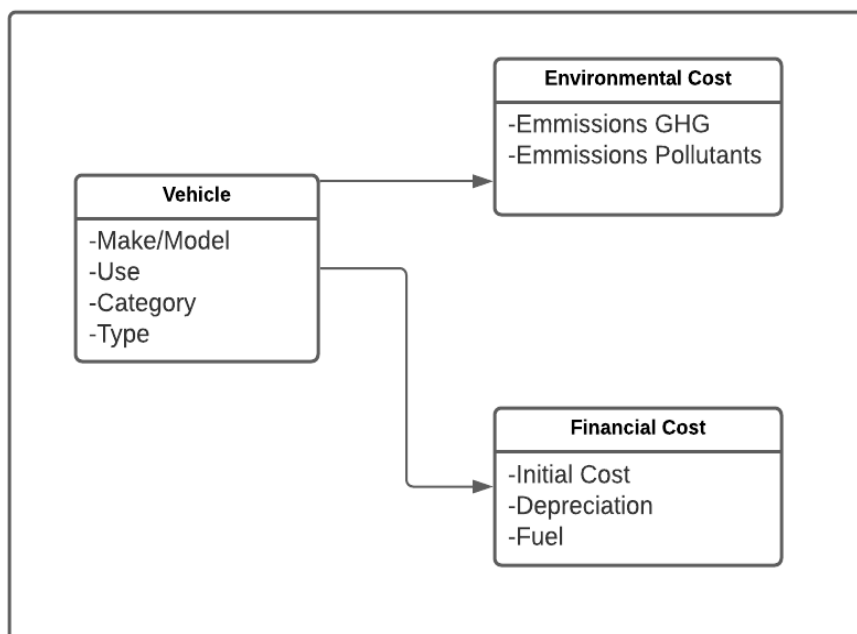 Environmental Cost
-Emmissions GHG
-Emmissions Pollutants
Vehicle
-Make/Model
-Use
-Category
-Type
Financial Cost
-Initial Cost
-Depreciation
-Fuel